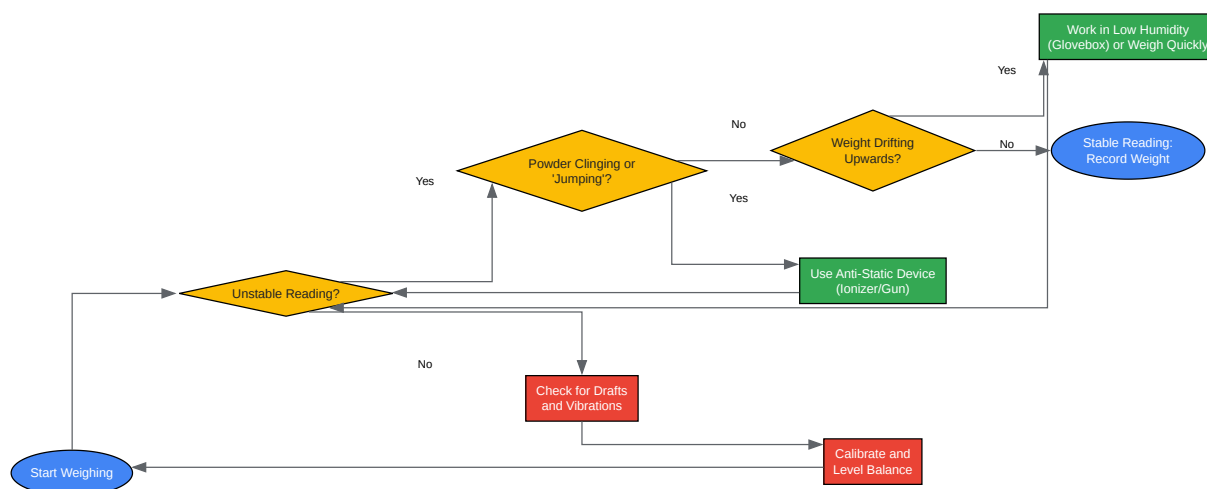 Work in Low Humidity
(Glovebox) or Weigh Quickly
Yes
No
Weight Drifting
Upwards?
No
Stable Reading:
Record Weight
Powder Clinging or
'Jumping'?
Yes
Yes
Use Anti-Static Device
(Ionizer/Gun)
Unstable Reading?
No
Check for Drafts
and Vibrations
Calibrate and
Level Balance
Start Weighing